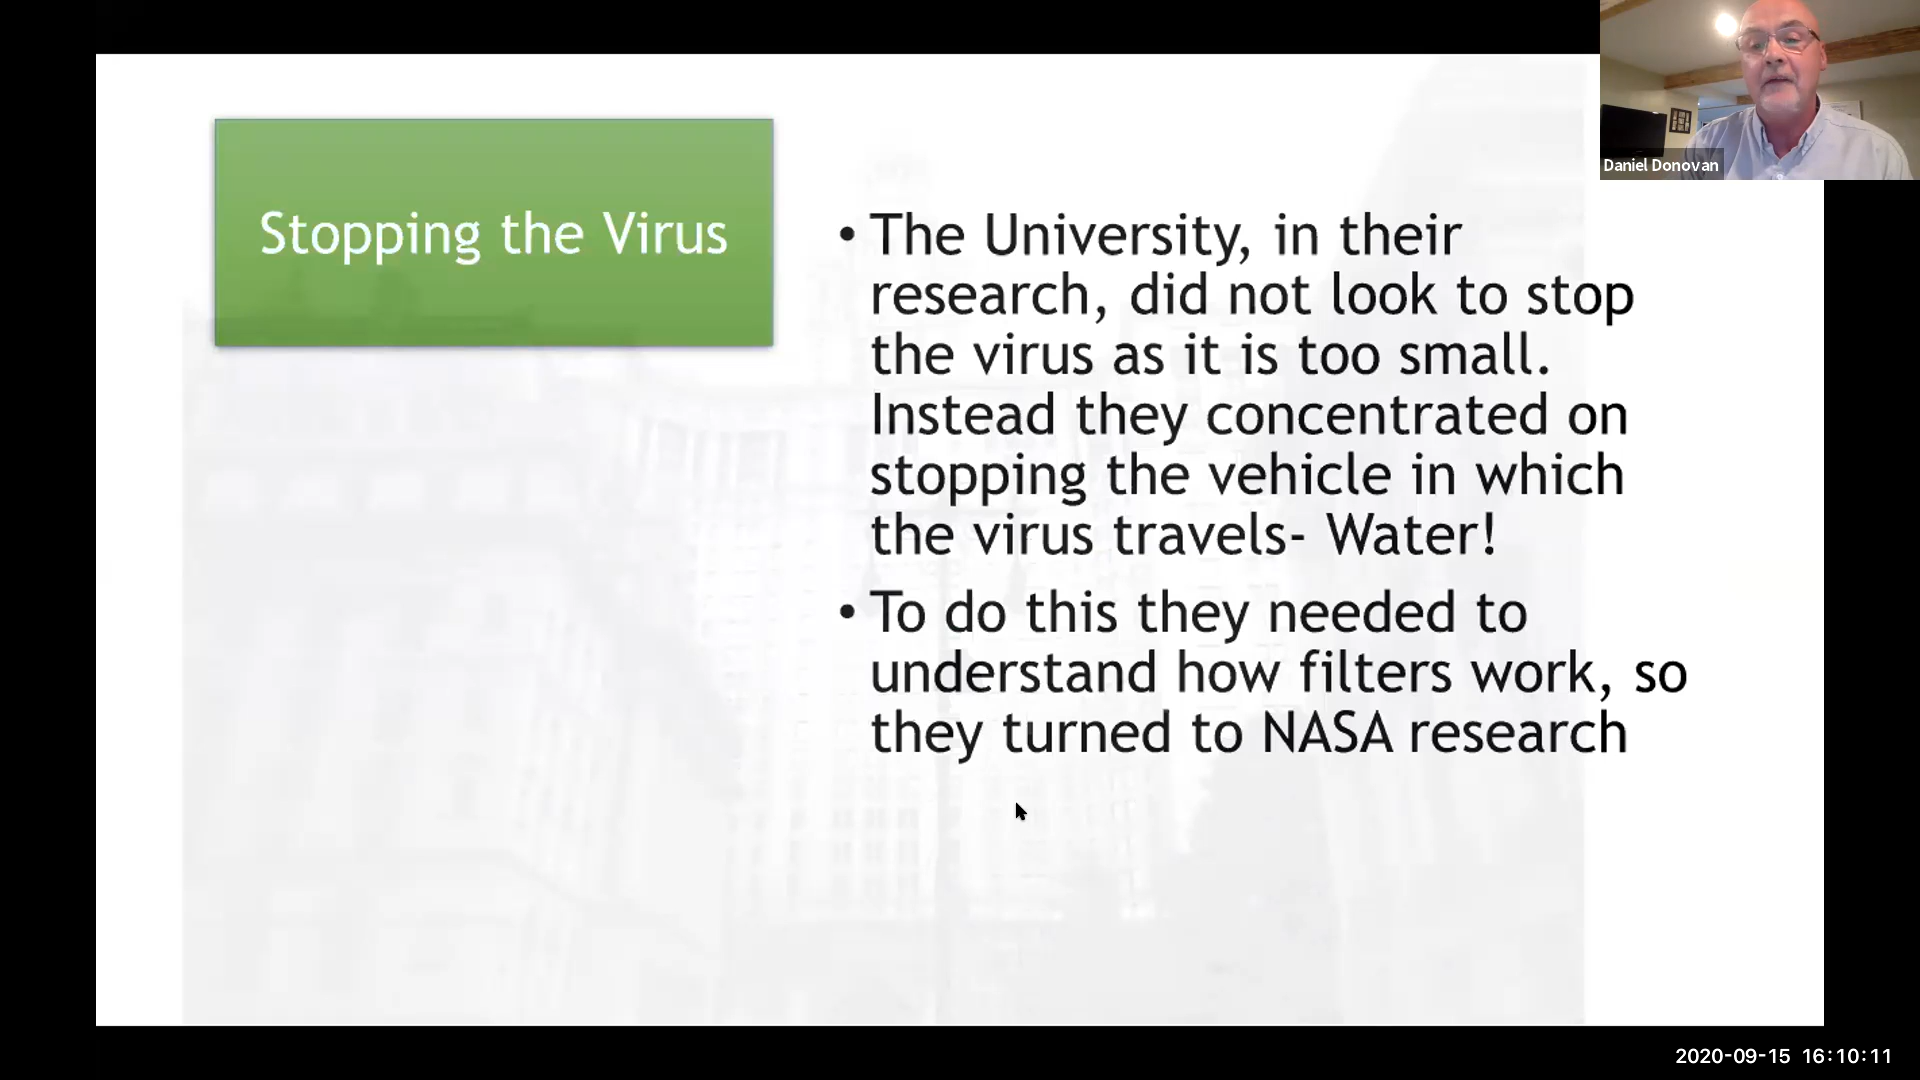 Stopping the Virus
• The University, in their
research, did not look to stop
the virus as it is too small.
Instead they concentrated on
stopping the vehicle in which
the virus travels- Water!
• To do this they needed to
understand how filters work, so
they turned to NASA research
Daniel Donovan
2020-09-15 16:10:11